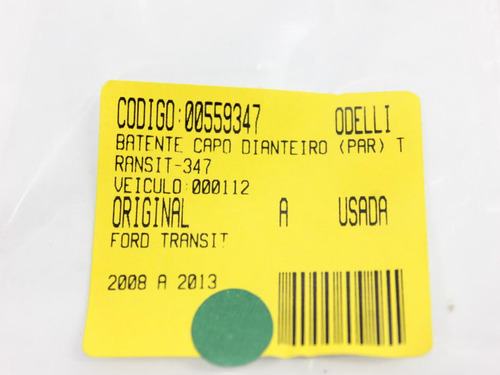 CODIGO:00559347 ODELLI
BATENTE CAPO DIANTEIRO (PAR) T
RANSIT-347
VEICULO:000112
ORIGINAL A USADA
FORD TRANSIT
2008 A 2013